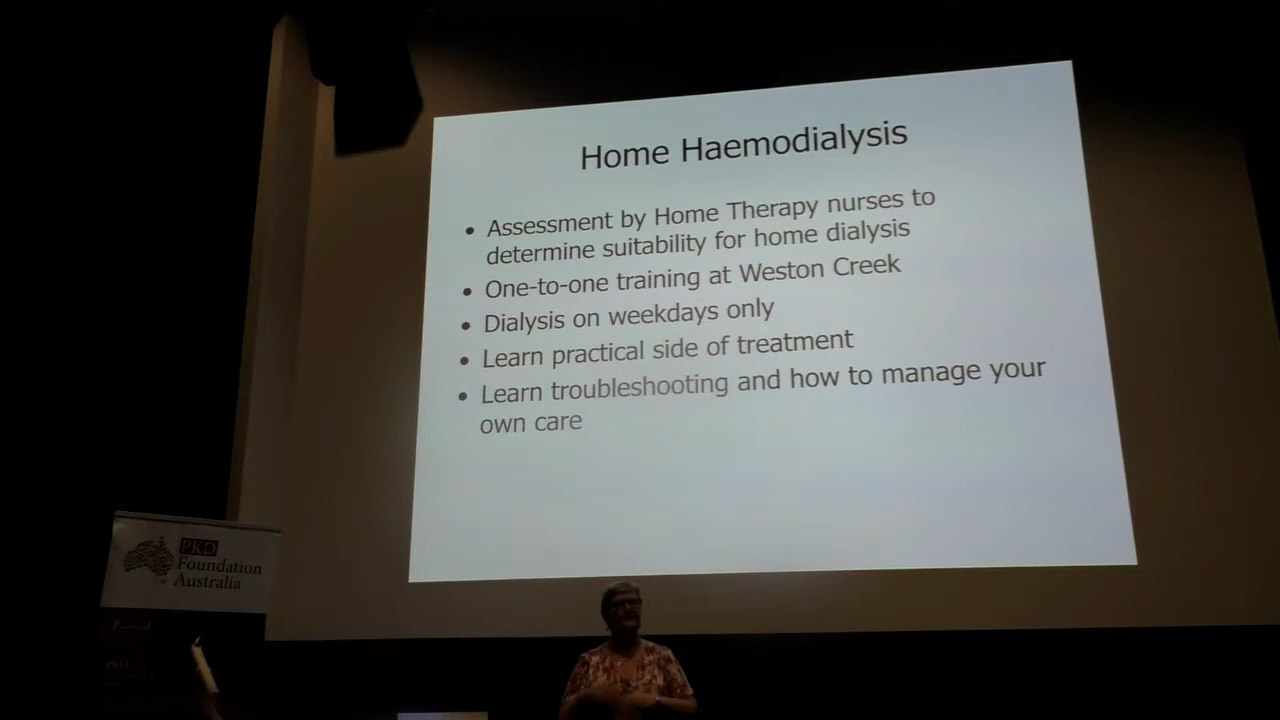 Home Haemodialysis
• Assessment by Home Therapy nurses to
determine suitability for home dialysis
• One-to-one training at Weston Creek
• Dialysis on weekdays only
• Learn practical side of treatment
• Learn troubleshooting and how to manage your
own care
PKD
Foundation
Australia
PKD